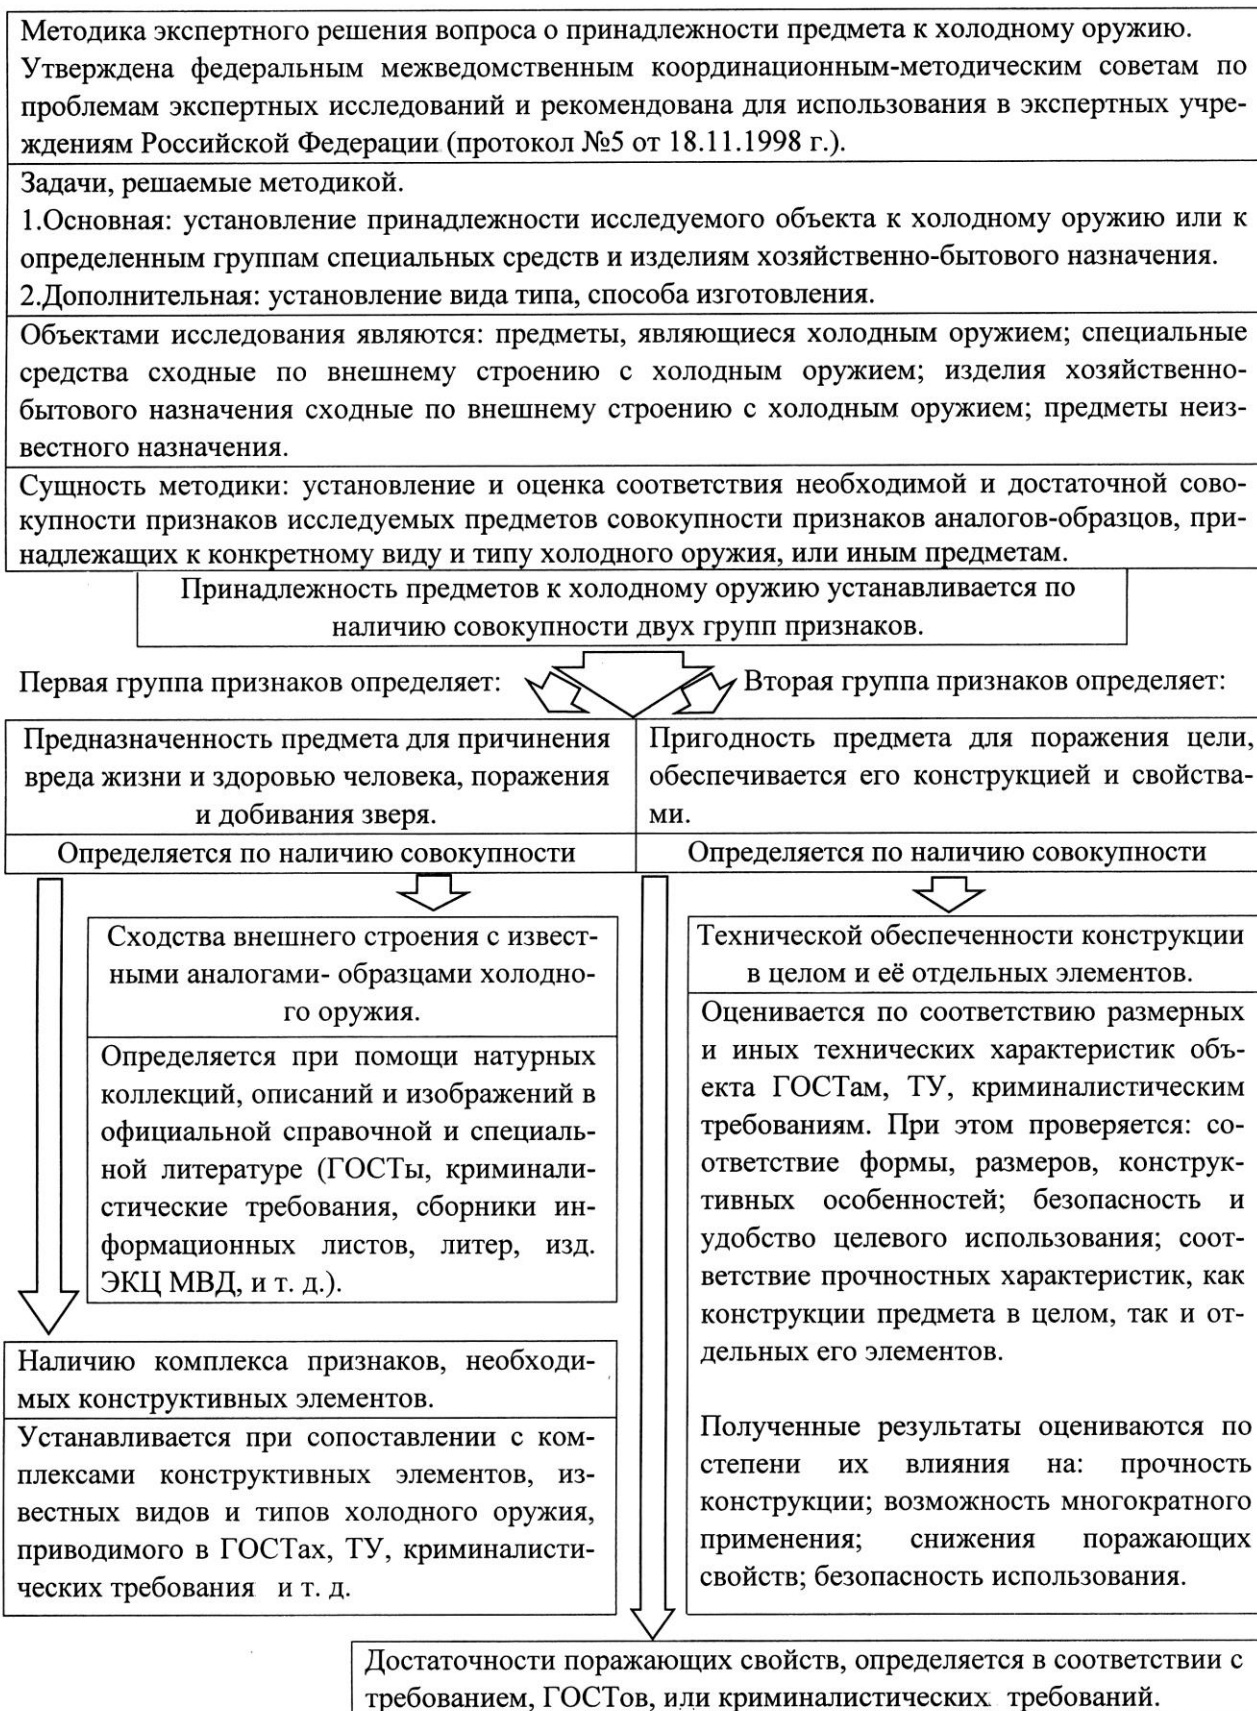 Методика экспертного решения вопроса о принадлежности предмета к холодному оружию.
Утверждена федеральным межведомственным координационным-методическим советам по
проблемам экспертных исследований и рекомендована для использования в экспертных учре-
ждениям Российской Федерации (протокол №5 от 18.11.1998 г.).
Задачи, решаемые методикой.
1.Основная: установление принадлежности исследуемого объекта к холодному оружию или к
определенным группам специальных средств и изделиям хозяйственно-бытового назначения.
2.Дополнительная: установление вида типа, способа изготовления.
Объектами исследования являются: предметы, являющиеся холодным оружием; специальные
средства сходные по внешнему строению с холодным оружием; изделия хозяйственно-
бытового назначения сходные по внешнему строению с холодным оружием; предметы неиз-
вестного назначения.
Сущность методики: установление и оценка соответствия необходимой и достаточной сово-
купности признаков исследуемых предметов совокупности признаков аналогов-образцов, при-
надлежащих к конкретному виду и типу холодного оружия, или иным предметам.
Принадлежность предметов к холодному оружию устанавливается по
наличию совокупности двух групп признаков.
Первая группа признаков определяет:
Предназначенность предмета для причинения
вреда жизни и здоровью человека, поражения
и добивания зверя.
Определяется по наличию совокупности
Сходства внешнего строения с извест-
ными аналогами- образцами холодно-
го оружия.
Определяется при помощи натурных
коллекций, описаний и изображений в
официальной справочной и специаль-
ной литературе (ГОСТы, криминали-
стические требования, сборники ин-
формационных листов, литер, изд.
ЭКЦ МВД, и т. д.).
Наличию комплекса признаков, необходи-
мых конструктивных элементов.
Устанавливается при сопоставлении с ком-
плексами конструктивных элементов, из-
вестных видов и типов холодного оружия,
приводимого в ГОСТах, ТУ, криминалисти-
ческих требования и т. д.
Вторая группа признаков определяет:
Пригодность предмета для поражения цели,
обеспечивается его конструкцией и свойства-
ми.
Определяется по наличию совокупности
Технической обеспеченности конструкции
в целом и её отдельных элементов.
Оценивается по соответствию размерных
и иных технических характеристик объ-
екта ГОСТам, ТУ, криминалистическим
требованиям. При этом проверяется: со-
ответствие формы, размеров, конструк-
тивных особенностей; безопасность и
удобство целевого использования; соот-
ветствие прочностных характеристик, как
конструкции предмета в целом, так и от-
дельных его элементов.
Полученные результаты оцениваются по
степени их влияния на: прочность
конструкции; возможность многократного
применения; снижения поражающих
свойств; безопасность использования.
Достаточности поражающих свойств, определяется в соответствии с
требованием, ГОСТов, или криминалистических требований.